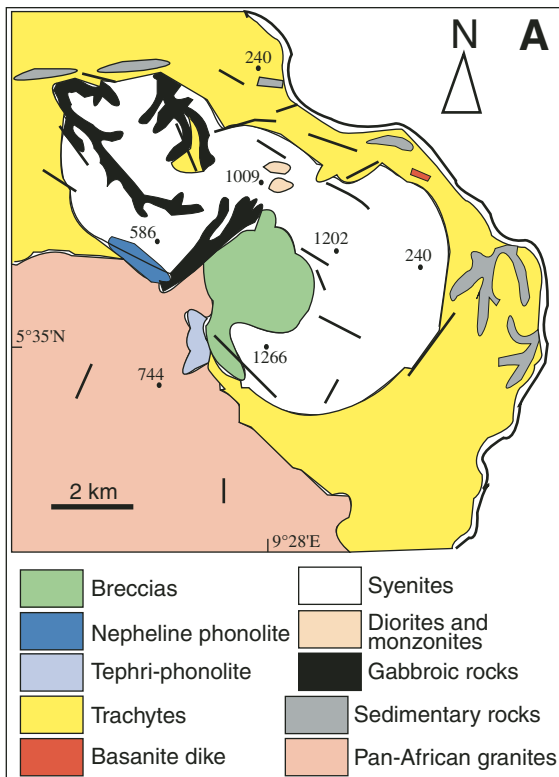 N
A
240
1009
586
1202
240
5°35'N
1266
744
2 km
9°28'E
Breccias
Syenites
Nepheline phonolite
Diorites and
monzonites
Tephri-phonolite
Gabbroic rocks
Trachytes
Sedimentary rocks
Basanite dike
Pan-African granites